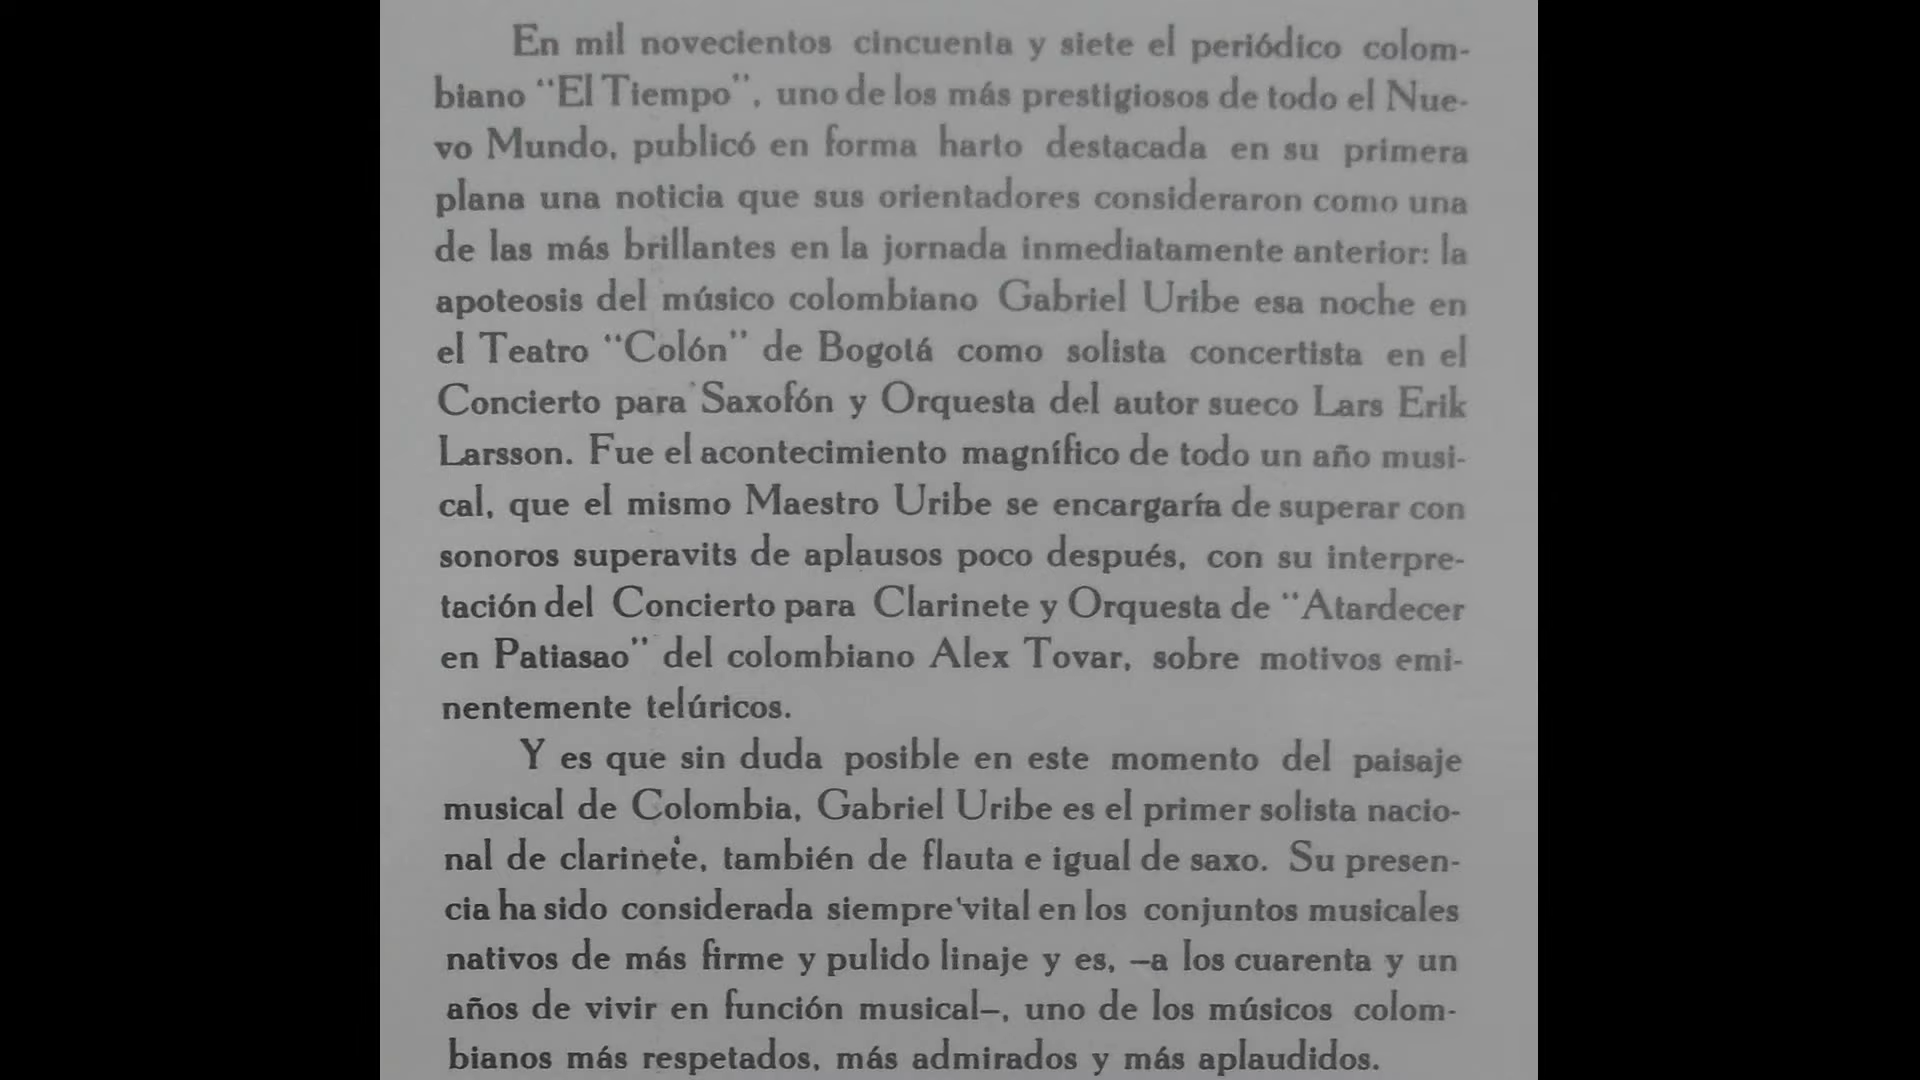 En mil novecientos cincuenta y siete el periódico colom-
biano “El Tiempo”, uno de los más prestigiosos de todo el Nue-
vo Mundo, publicó en forma harto destacada en su primera
plana una noticia que sus orientadores consideraron como una
de las más brillantes en la jornada inmediatamente anterior: la
apoteosis del músico colombiano Gabriel Uribe esa noche en
el Teatro “Colón” de Bogotá como solista concertista en el
Concierto para Saxofón y Orquesta del autor sueco Lars Erik
Larsson. Fue el acontecimiento magnífico de todo un año musi-
cal, que el mismo Maestro Uribe se encargaría de superar con
sonoros superavits de aplausos poco después, con su interpre-
tación del Concierto para Clarinete y Orquesta de “Atardecer
en Patiasao” del colombiano Alex Tovar, sobre motivos emi-
nentemente telúricos.
Y es que sin duda posible en este momento del paisaje
musical de Colombia, Gabriel Uribe es el primer solista nacio-
nal de clarinete, también de flauta e igual de saxo. Su presen-
cia ha sido considerada siempre vital en los conjuntos musicales
nativos de más firme y pulido linaje y es, —a los cuarenta y un
años de vivir en función musical—, uno de los músicos colom-
bianos más respetados, más admirados y más aplaudidos.